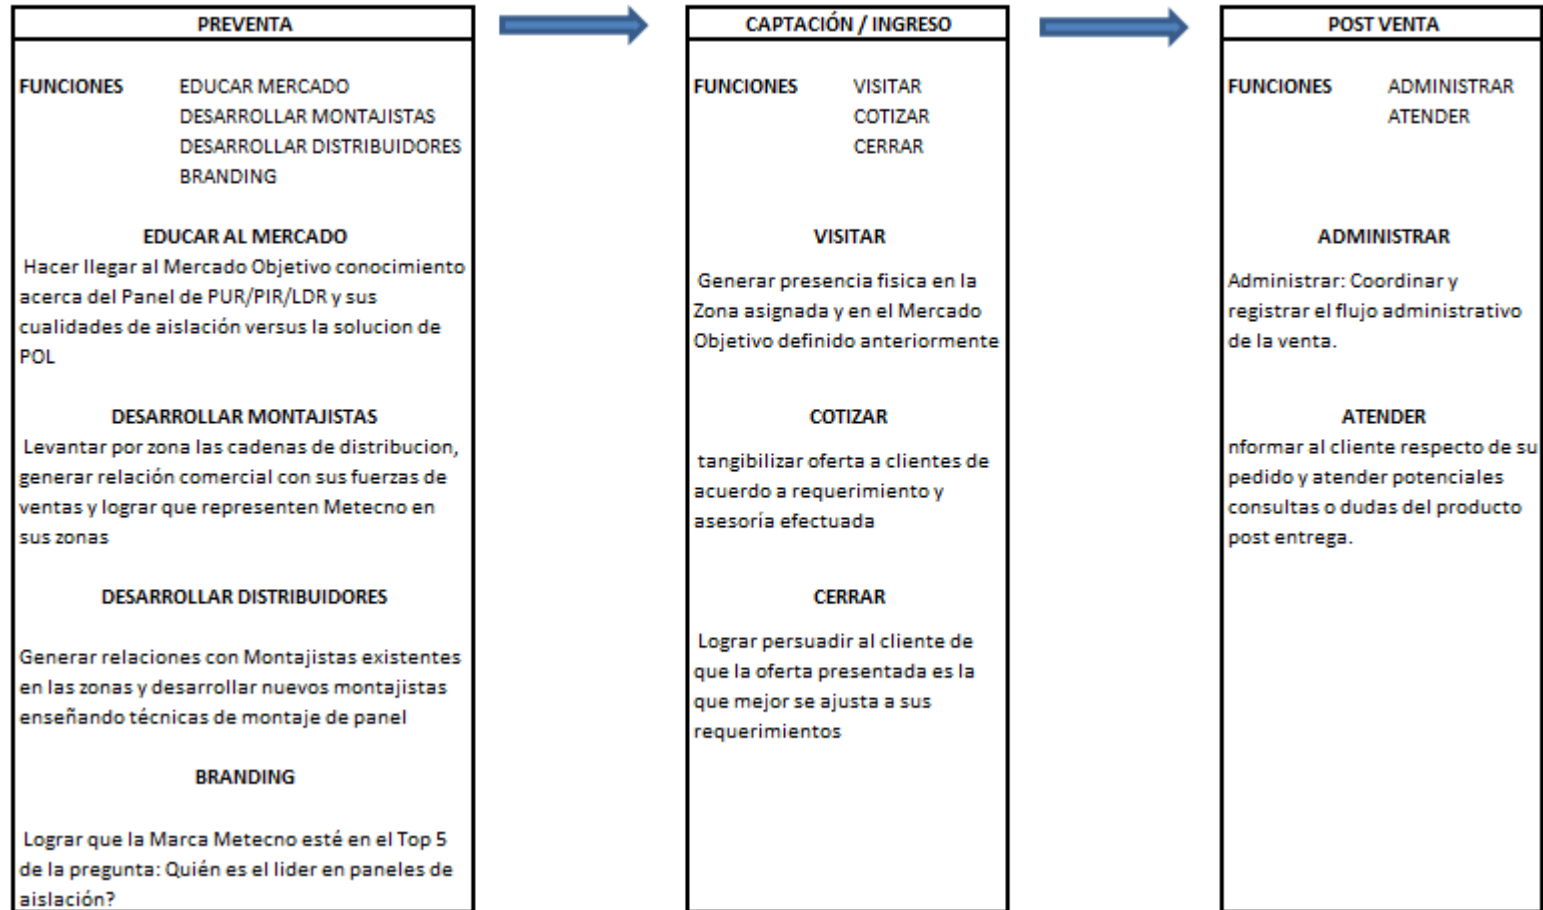 PREVENTA
FUNCIONES EDUCAR MERCADO
DESARROLLAR MONTAJISTAS
DESARROLLAR DISTRIBUIDORES
BRANDING
EDUCAR AL MERCADO
Hacer llegar al Mercado Objetivo conocimiento
acerca del Panel de PUR/PIR/LDR y sus
cualidades de aislación versus la solucion de
POL
DESARROLLAR MONTAJISTAS
Levantar por zona las cadenas de distribucion,
generar relación comercial con sus fuerzas de
ventas y lograr que representen Metecno en
sus zonas
DESARROLLAR DISTRIBUIDORES
Generar relaciones con Montajistas existentes
en las zonas y desarrollar nuevos montajistas
enseñando técnicas de montaje de panel
BRANDING
Lograr que la Marca Metecno esté en el Top 5
de la pregunta: Quién es el lider en paneles de
aislación?
CAPTACIÓN / INGRESO
FUNCIONES VISITAR
COTIZAR
CERRAR
VISITAR
Generar presencia fisica en la
Zona asignada y en el Mercado
Objetivo definido anteriormente
COTIZAR
tangibilizar oferta a clientes de
acuerdo a requerimiento y
asesoría efectuada
CERRAR
Lograr persuadir al cliente de
que la oferta presentada es la
que mejor se ajusta a sus
requerimientos
POST VENTA
FUNCIONES ADMINISTRAR
ATENDER
ADMINISTRAR
Administrar: Coordinar y
registrar el flujo administrativo
de la venta.
ATENDER
nformar al cliente respecto de su
pedido y atender potenciales
consultas o dudas del producto
post entrega.